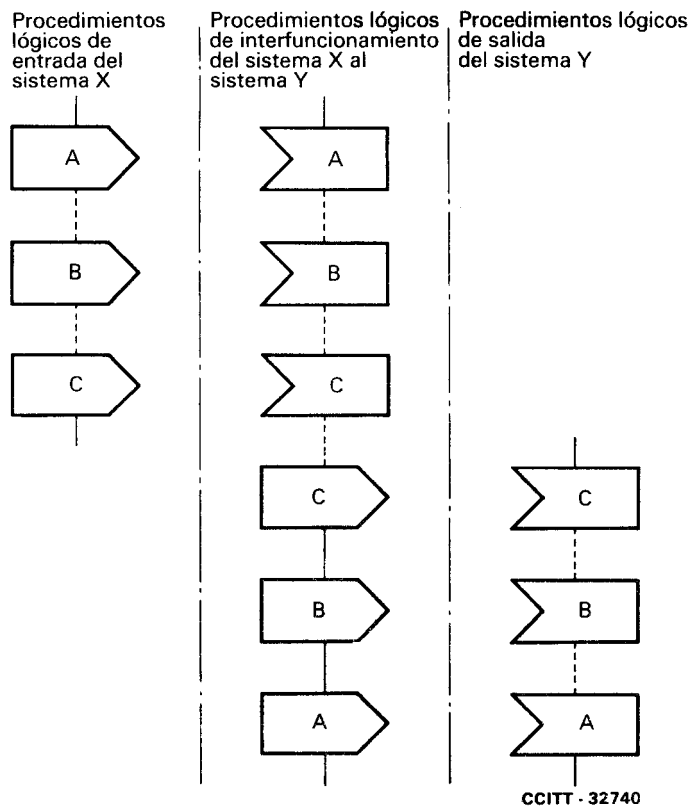 Procedimientos
lógicos de
entrada del
sistema X
Procedimientos lógicos
de interfuncionamiento
del sistema X al
sistema Y
Procedimientos lógicos
de salida
del sistema Y
A
A
B
B
C
C
C
C
B
B
A
A
CCITT - 32740